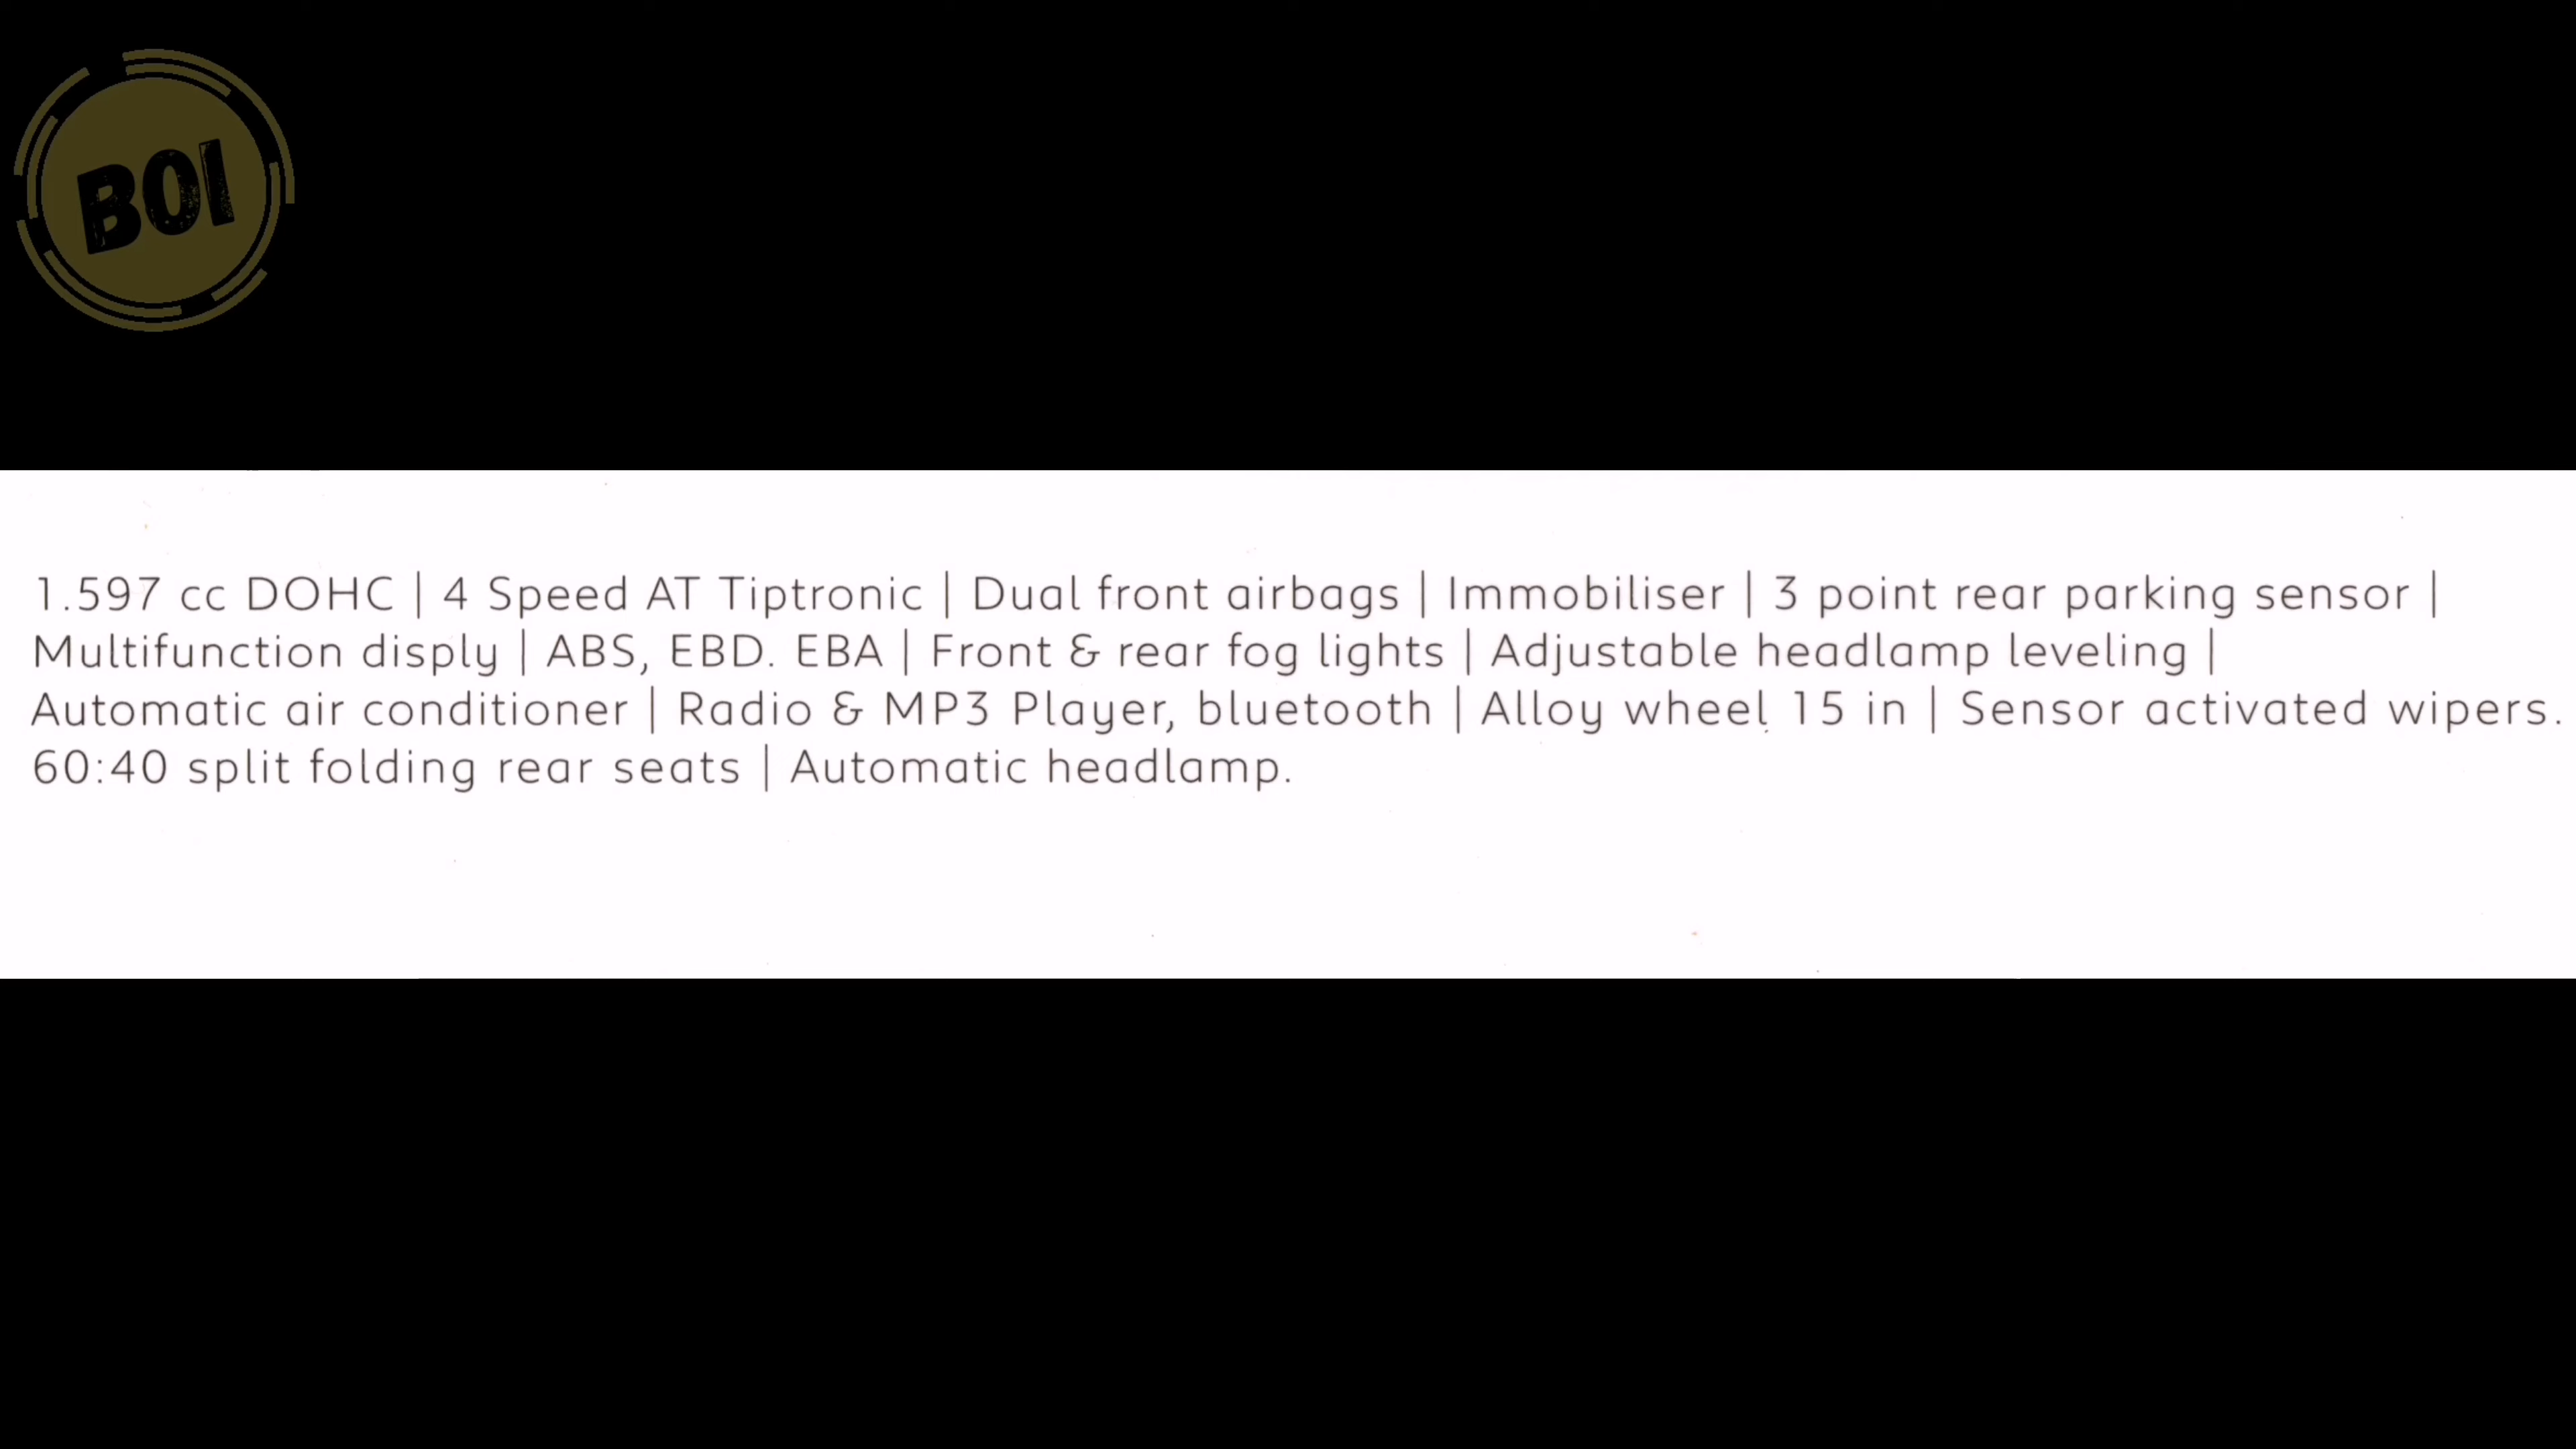 BOI
1.597 cc DOHC | 4 Speed AT Tiptronic | Dual front airbags | Immobiliser | 3 point rear parking sensor |
Multifunction disply | ABS, EBD. EBA | Front & rear fog lights | Adjustable headlamp leveling |
Automatic air conditioner | Radio & MP3 Player, bluetooth | Alloy wheel 15 in | Sensor activated wipers.
60:40 split folding rear seats | Automatic headlamp.